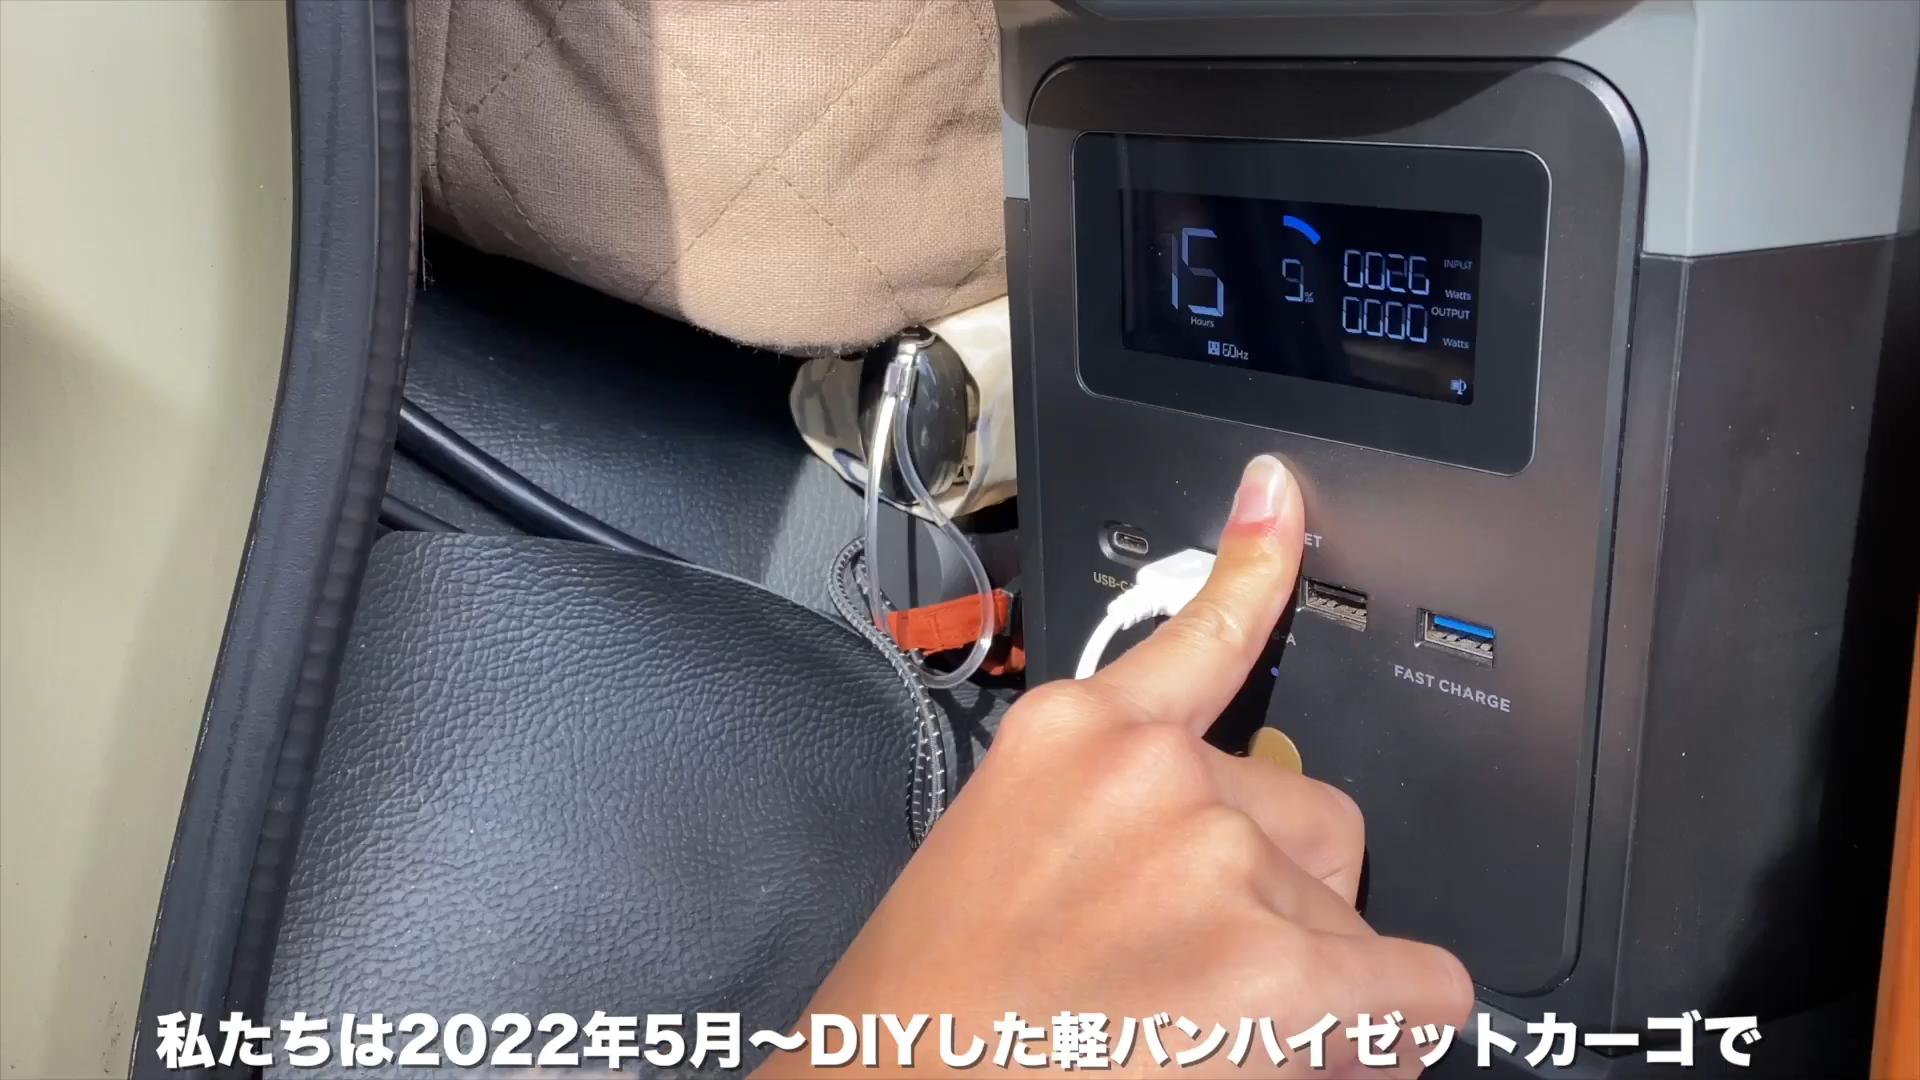 15
Hours
9%
0026 INPUT
Watts
0000 OUTPUT
Watts
60Hz
USB-C
FAST CHARGE
私たちは2022年5月〜DIYした軽バンハイゼットカーゴで